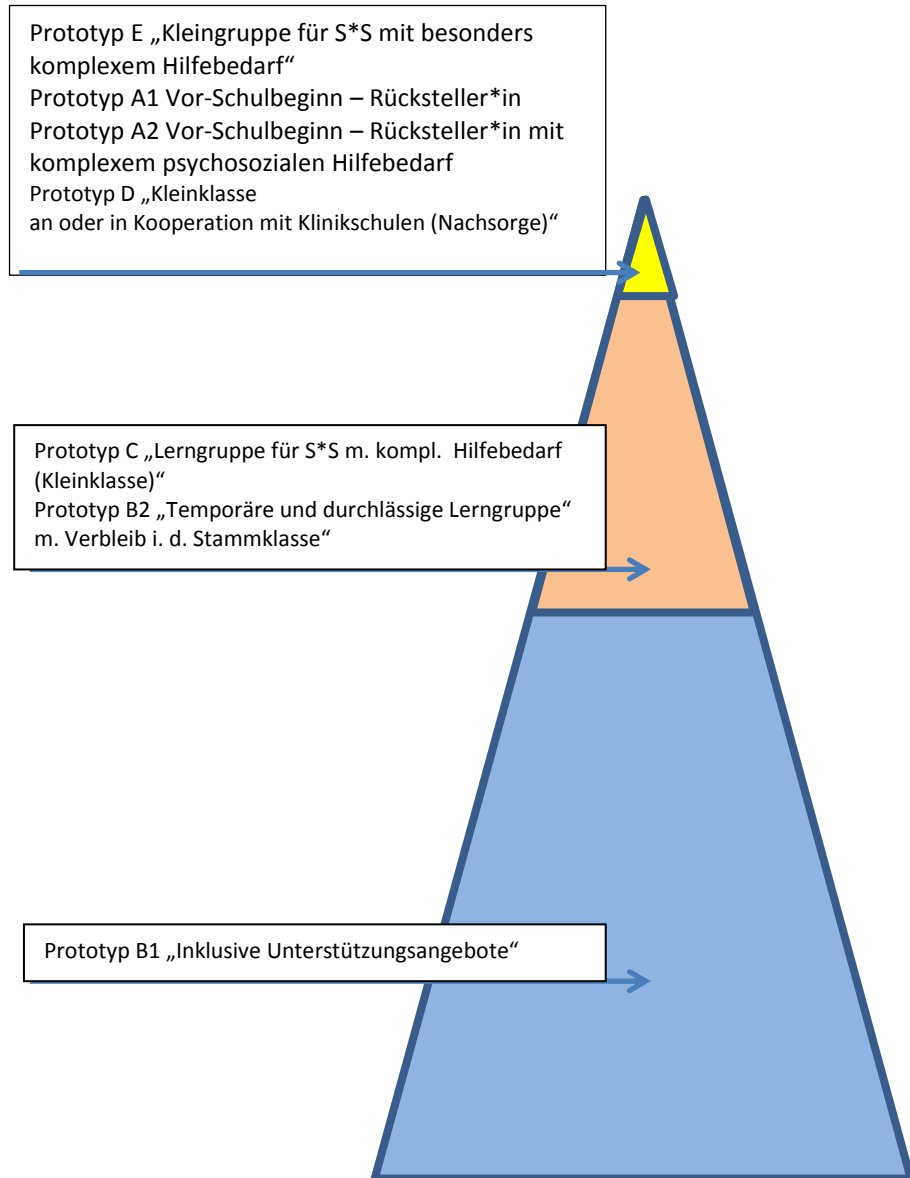 Prototyp E „Kleingruppe für S*S mit besonders
komplexem Hilfebedarf“
Prototyp A1 Vor-Schulbeginn – Rücksteller*in
Prototyp A2 Vor-Schulbeginn – Rücksteller*in mit
komplexem psychosozialen Hilfebedarf
Prototyp D „Kleinklasse
an oder in Kooperation mit Klinikschulen (Nachsorge)“
Prototyp C „Lerngruppe für S*S m. kompl.  Hilfebedarf
(Kleinklasse)“
Prototyp B2 „Temporäre und durchlässige Lerngruppe“
m. Verbleib i. d. Stammklasse“
Prototyp B1 „Inklusive Unterstützungsangebote“